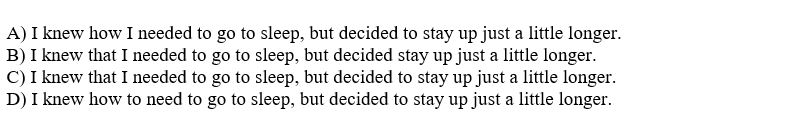 A) I knew how I needed to go to sleep, but decided to stay up just a little longer.
B) I knew that I needed to go to sleep, but decided stay up just a little longer.
C) I knew that I needed to go to sleep, but decided to stay up just a little longer.
D) I knew how to need to go to sleep, but decided to stay up just a little longer.